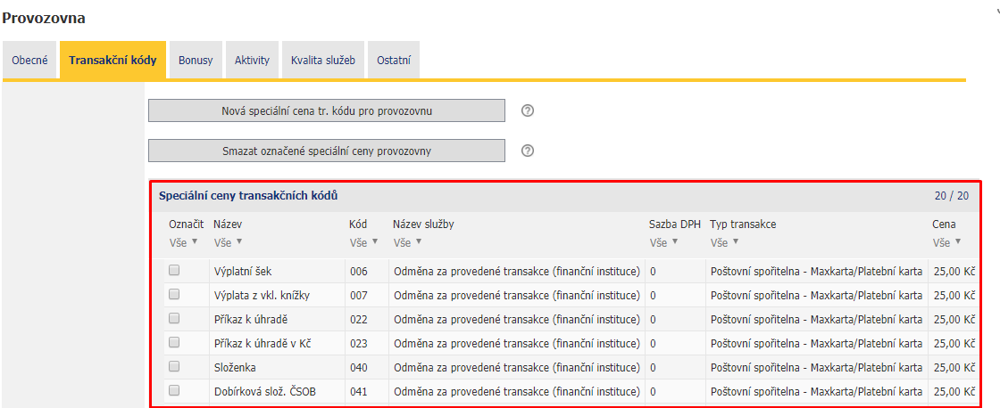 Provozovna
Obecné Transakční kódy Bonusy Aktivity Kvalita služeb Ostatní
Nová speciální cena tr. kódu pro provozovnu ?
Smazat označené speciální ceny provozovny ?
Speciální ceny transakčních kódů 20 / 20
Označit Název Kód Název služby Sazba DPH Typ transakce Cena
Vše ▼ Vše ▼ Vše ▼ Vše ▼ Vše ▼ Vše ▼ Vše ▼
Výplatní šek 006 Odměna za provedené transakce (finanční instituce) 0 Poštovní spořitelna - Maxkarta/Platební karta 25,00 Kč
Výplata z vkl. knížky 007 Odměna za provedené transakce (finanční instituce) 0 Poštovní spořitelna - Maxkarta/Platební karta 25,00 Kč
Příkaz k úhradě 022 Odměna za provedené transakce (finanční instituce) 0 Poštovní spořitelna - Maxkarta/Platební karta 25,00 Kč
Příkaz k úhradě v Kč 023 Odměna za provedené transakce (finanční instituce) 0 Poštovní spořitelna - Maxkarta/Platební karta 25,00 Kč
Složenka 040 Odměna za provedené transakce (finanční instituce) 0 Poštovní spořitelna - Maxkarta/Platební karta 25,00 Kč
Dobírková slož. ČSOB 041 Odměna za provedené transakce (finanční instituce) 0 Poštovní spořitelna - Maxkarta/Platební karta 25,00 Kč